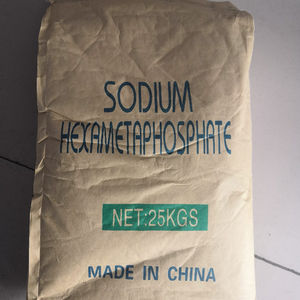 SODIUM
HEXAMETAPHOSPHATE
NET:25KGS
MADE IN CHINA